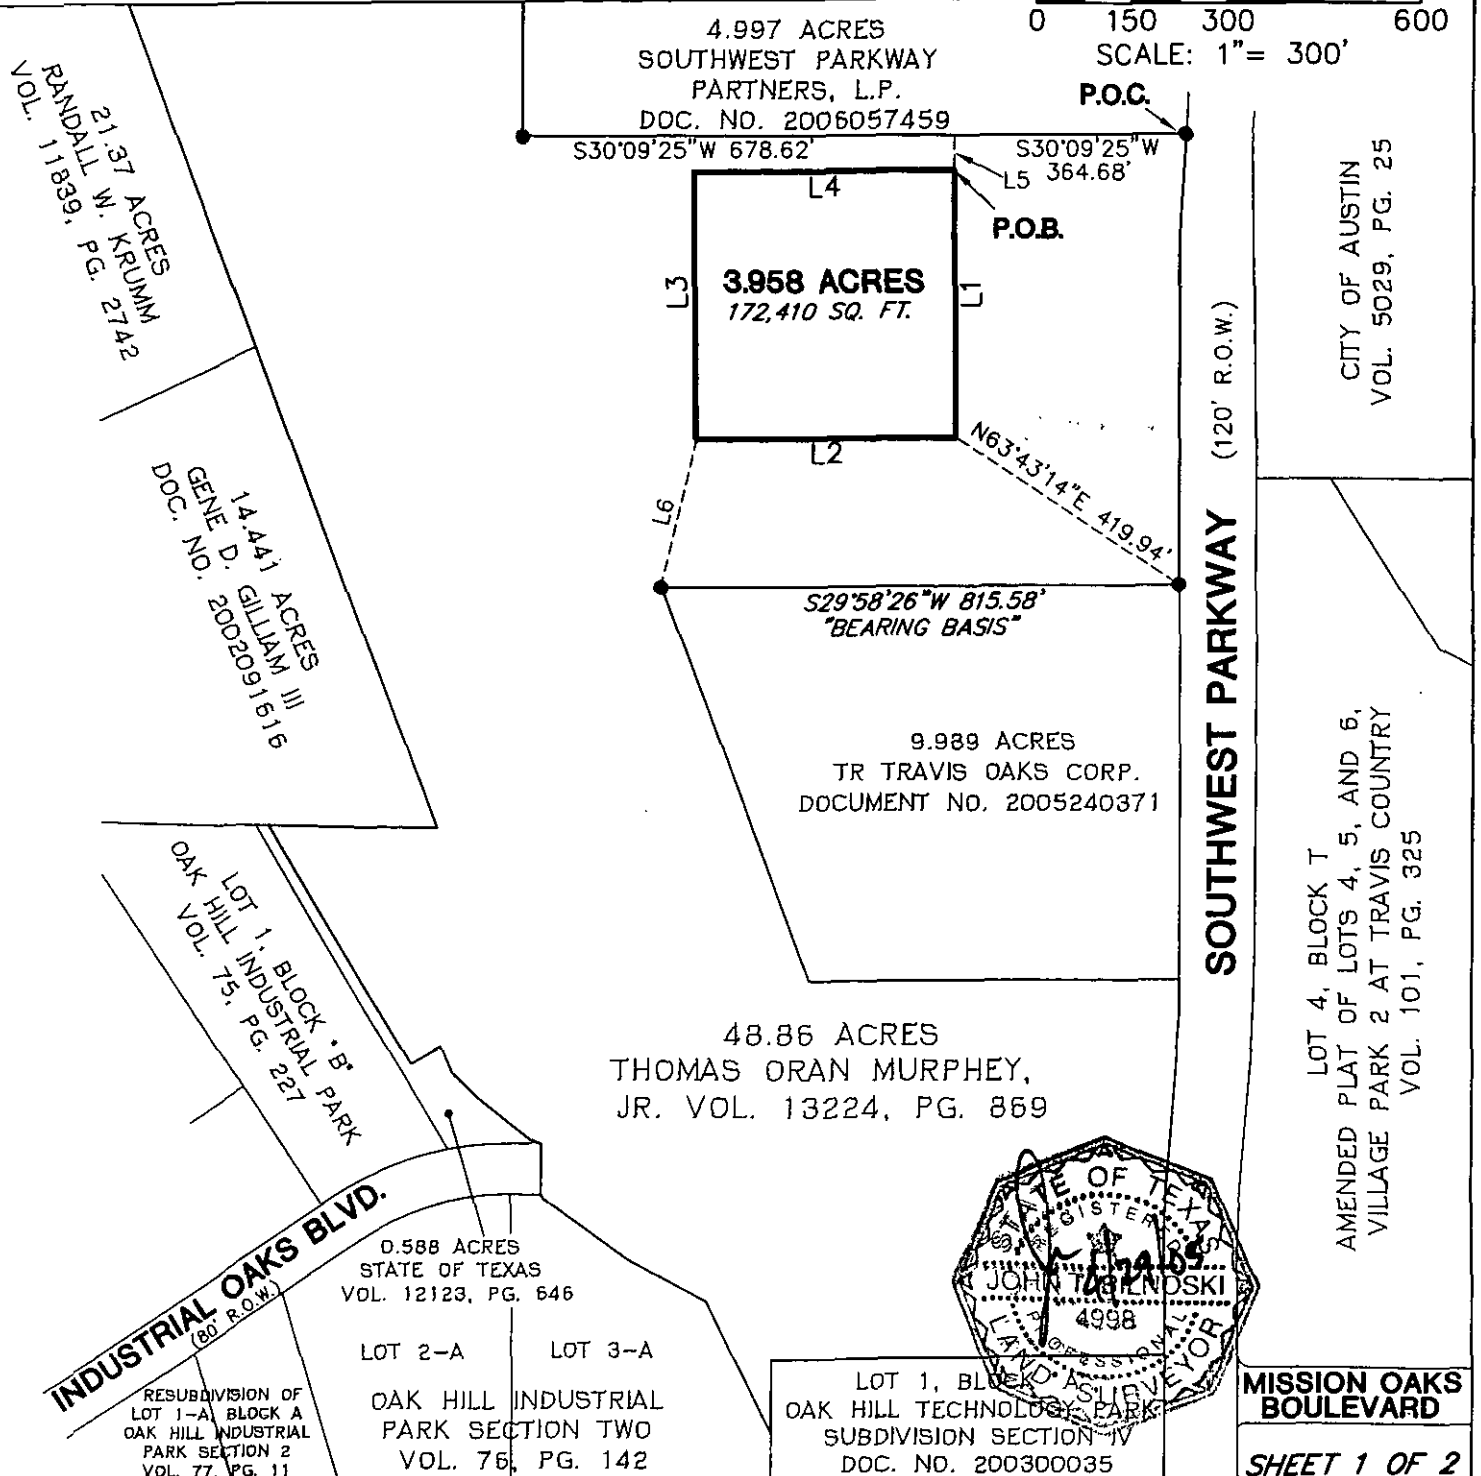 0 150 300 600
SCALE: 1"= 300'
4.997 ACRES
SOUTHWEST PARKWAY
PARTNERS, L.P.
DOC. NO. 2006057459
P.O.C.
S30°09'25"W 678.62'
S30°09'25"W
364.68'
L5
L4
P.O.B.
21.37 ACRES
RANDALL W. KRUMM
VOL. 11839, PG. 2742
3.958 ACRES
172,410 SQ. FT.
L3
L1
L2
CITY OF AUSTIN
VOL. 5029, PG. 25
(120' R.O.W.)
SOUTHWEST PARKWAY
N63°43'14"E 419.94'
L6
14.441 ACRES
GENE D. GILLIAM III
DOC. NO. 2002091616
S29°58'26"W 815.58'
"BEARING BASIS"
9.989 ACRES
TR TRAVIS OAKS CORP.
DOCUMENT NO. 2005240371
LOT 4, BLOCK T
AMENDED PLAT OF LOTS 4, 5, AND 6,
VILLAGE PARK 2 AT TRAVIS COUNTRY
VOL. 101, PG. 325
LOT 1, BLOCK "B"
OAK HILL INDUSTRIAL PARK
VOL. 75, PG. 227
48.86 ACRES
THOMAS ORAN MURPHEY,
JR. VOL. 13224, PG. 869
INDUSTRIAL OAKS BLVD.
(80' R.O.W.)
0.588 ACRES
STATE OF TEXAS
VOL. 12123, PG. 646
STATE OF TEXAS
REGISTERED
4998
PROFESSIONAL
LAND SURVEYOR
LOT 2-A LOT 3-A
OAK HILL INDUSTRIAL
PARK SECTION TWO
VOL. 76, PG. 142
RESUBDIVISION OF
LOT 1-A, BLOCK A
OAK HILL INDUSTRIAL
PARK SECTION 2
VOL. 77, PG. 11
LOT 1, BLOCK A
OAK HILL TECHNOLOGY PARK
SUBDIVISION SECTION IV
DOC. NO. 200300035
MISSION OAKS
BOULEVARD
SHEET 1 OF 2